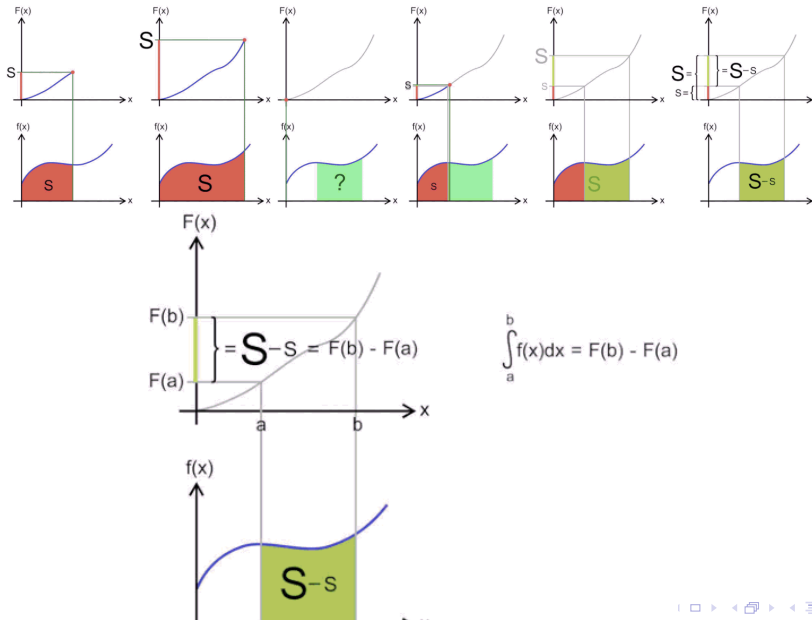 F(x) F(x) F(x) F(x) F(x) F(x)
S S S S S = } = S-s
s s =
x x x x x x
f(x) f(x) f(x) f(x) f(x) f(x)
s S ? s S S-s
x x x x x x
F(x)
F(b)
= S-s = F(b) - F(a)
F(a)
a b x
b
∫f(x)dx = F(b) - F(a)
a
f(x)
S-s